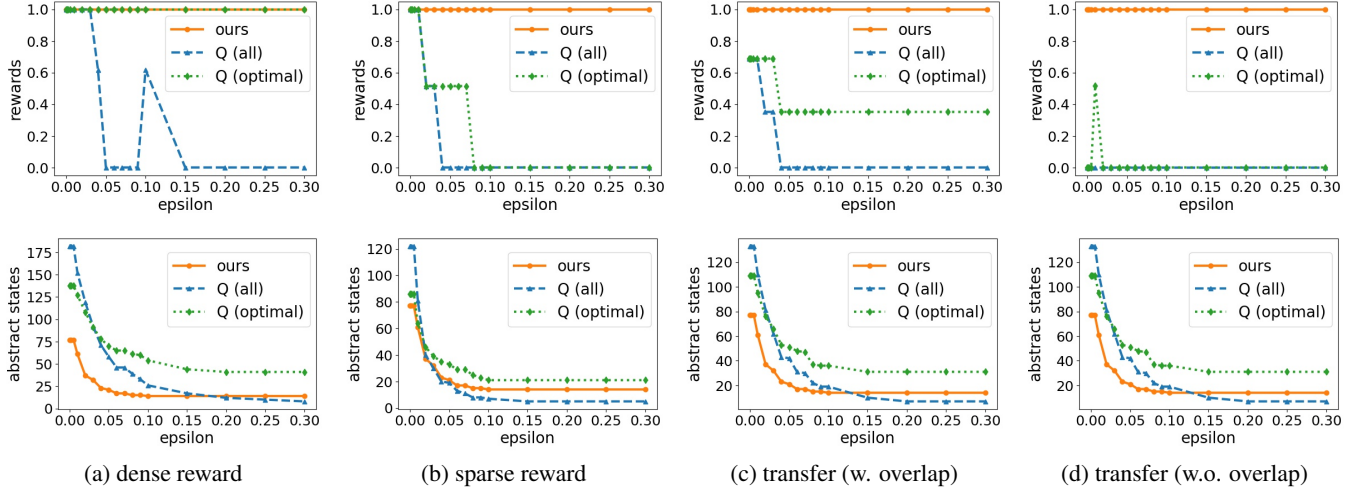 1.0
0.8
0.6
0.4
0.2
0.0
rewards
ours
Q (all)
Q (optimal)
0.00 0.05 0.10 0.15 0.20 0.25 0.30
epsilon
1.0
0.8
0.6
0.4
0.2
0.0
rewards
ours
Q (all)
Q (optimal)
0.00 0.05 0.10 0.15 0.20 0.25 0.30
epsilon
1.0
0.8
0.6
0.4
0.2
0.0
rewards
ours
Q (all)
Q (optimal)
0.00 0.05 0.10 0.15 0.20 0.25 0.30
epsilon
1.0
0.8
0.6
0.4
0.2
0.0
rewards
ours
Q (all)
Q (optimal)
0.00 0.05 0.10 0.15 0.20 0.25 0.30
epsilon
175
150
125
100
75
50
25
0
abstract states
ours
Q (all)
Q (optimal)
0.00 0.05 0.10 0.15 0.20 0.25 0.30
epsilon
120
100
80
60
40
20
0
abstract states
ours
Q (all)
Q (optimal)
0.00 0.05 0.10 0.15 0.20 0.25 0.30
epsilon
120
100
80
60
40
20
abstract states
ours
Q (all)
Q (optimal)
0.00 0.05 0.10 0.15 0.20 0.25 0.30
epsilon
120
100
80
60
40
20
abstract states
ours
Q (all)
Q (optimal)
0.00 0.05 0.10 0.15 0.20 0.25 0.30
epsilon
(a) dense reward
(b) sparse reward
(c) transfer (w. overlap)
(d) transfer (w.o. overlap)